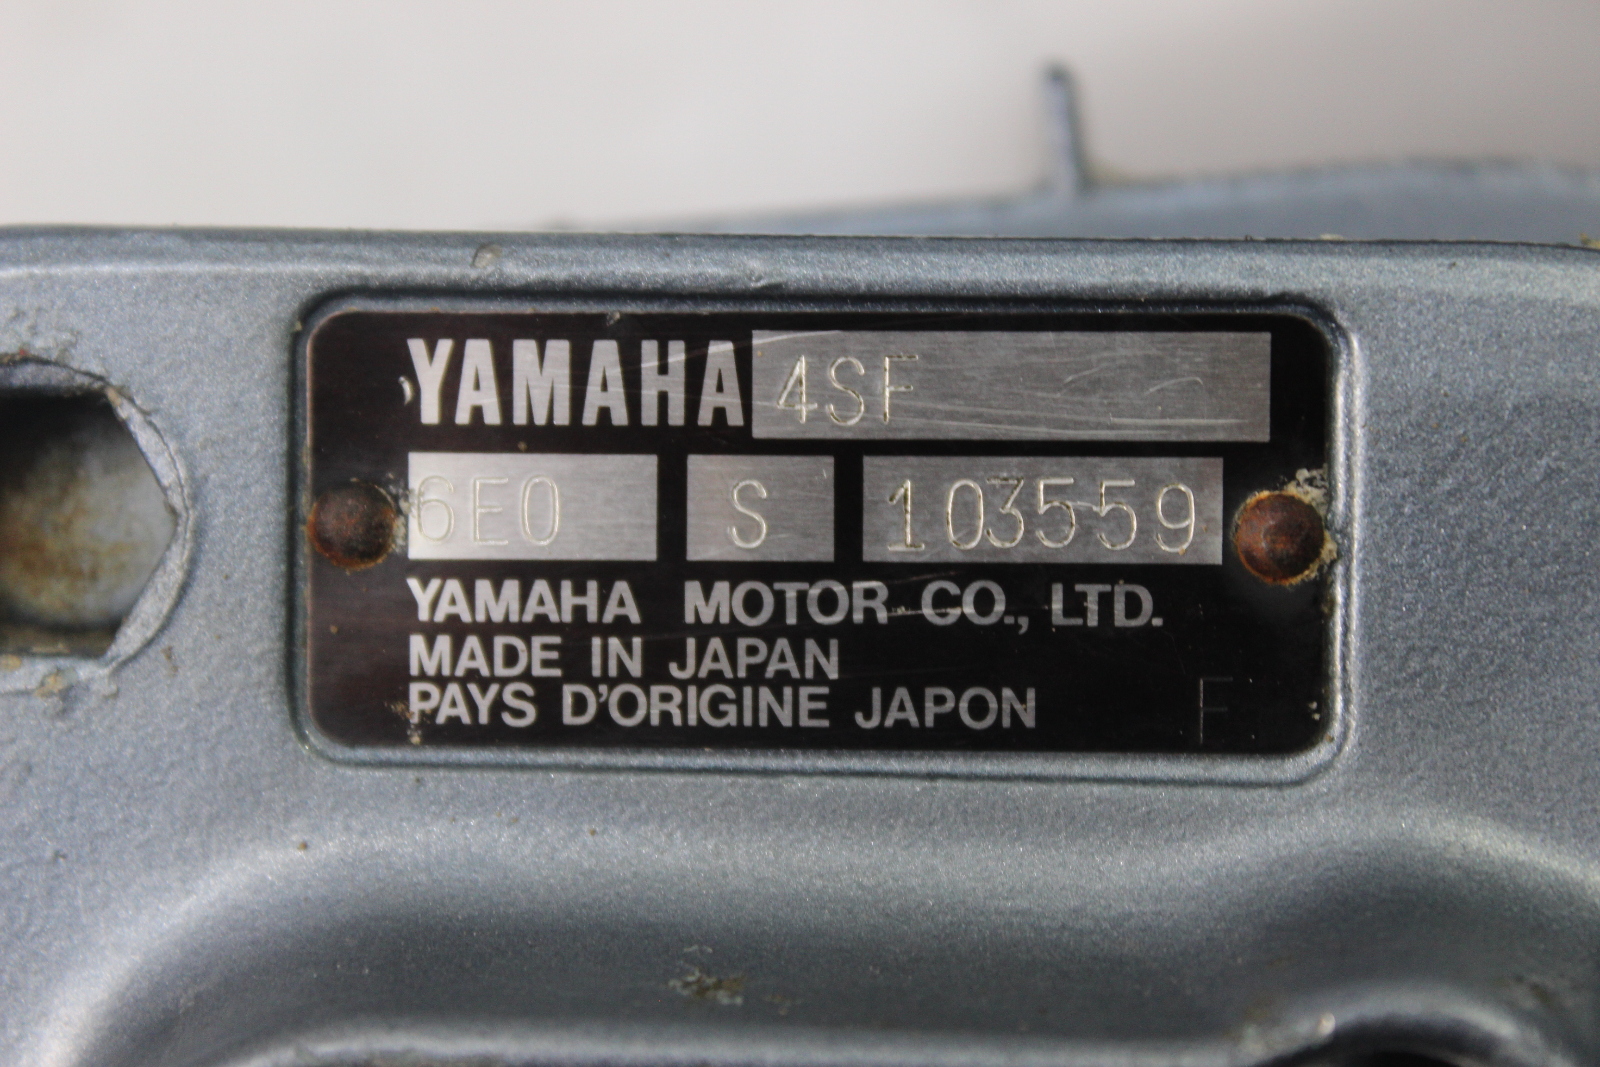 YAMAHA 4SF
6E0 S 103559
YAMAHA MOTOR CO., LTD.
MADE IN JAPAN
PAYS D'ORIGINE JAPON F